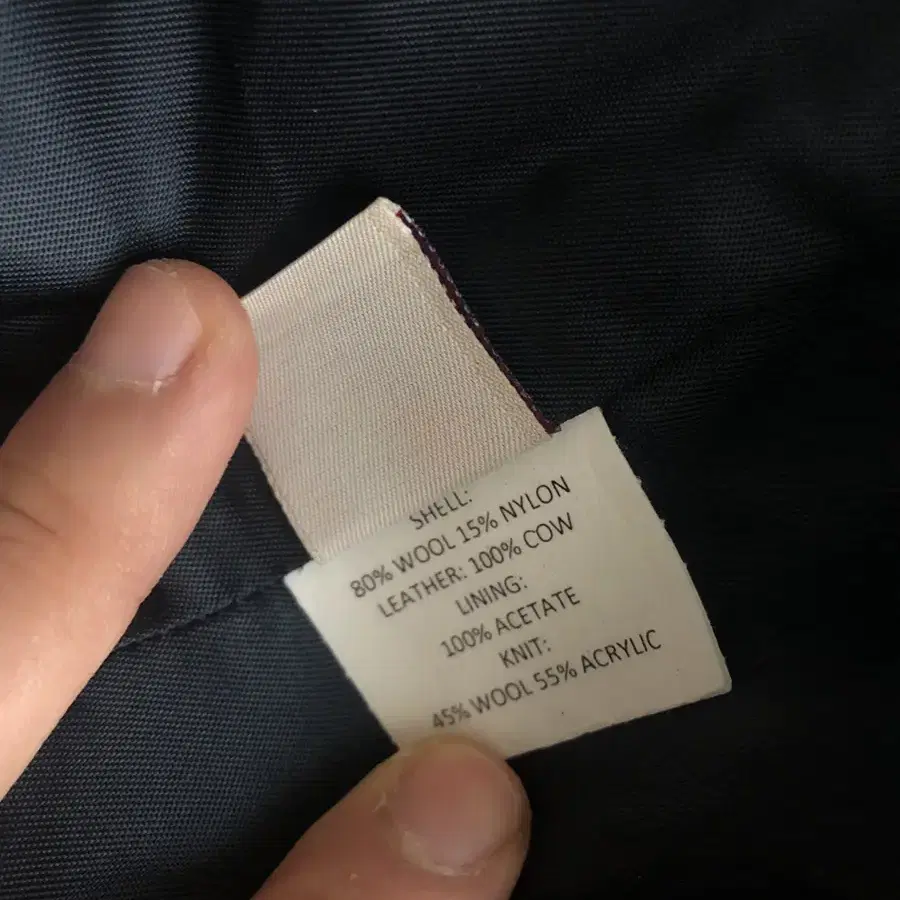 SHELL:
80% WOOL 15% NYLON
LEATHER: 100% COW
LINING:
100% ACETATE
KNIT:
45% WOOL 55% ACRYLIC